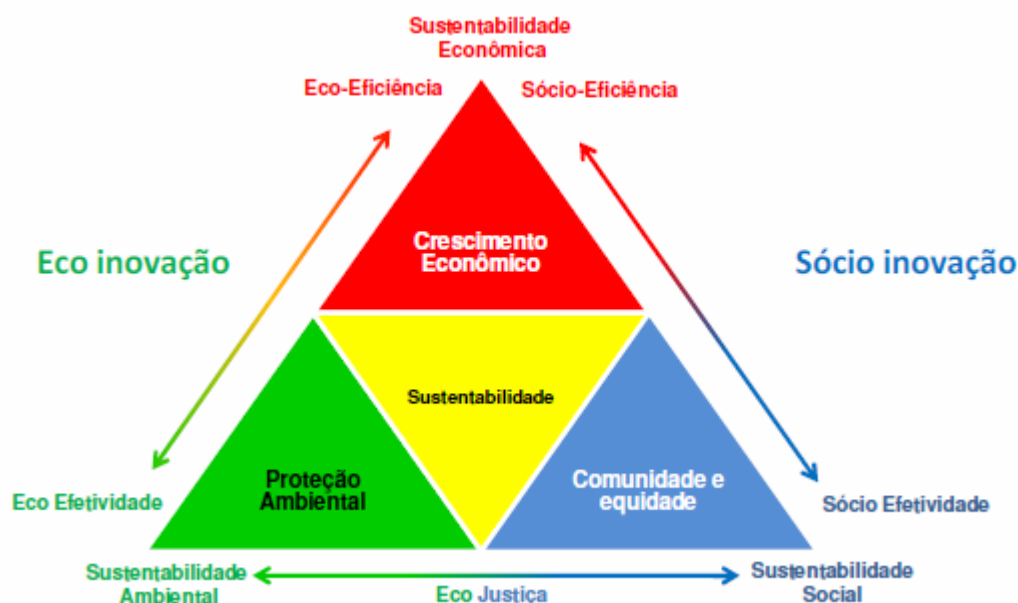 Sustentabilidade
Econômica
Eco-Eficiência
Sócio-Eficiência
Crescimento
Econômico
Eco inovação
Sócio inovação
Sustentabilidade
Proteção
Ambiental
Comunidade e
equidade
Eco Efetividade
Sócio Efetividade
Sustentabilidade
Ambiental
Eco Justiça
Sustentabilidade
Social